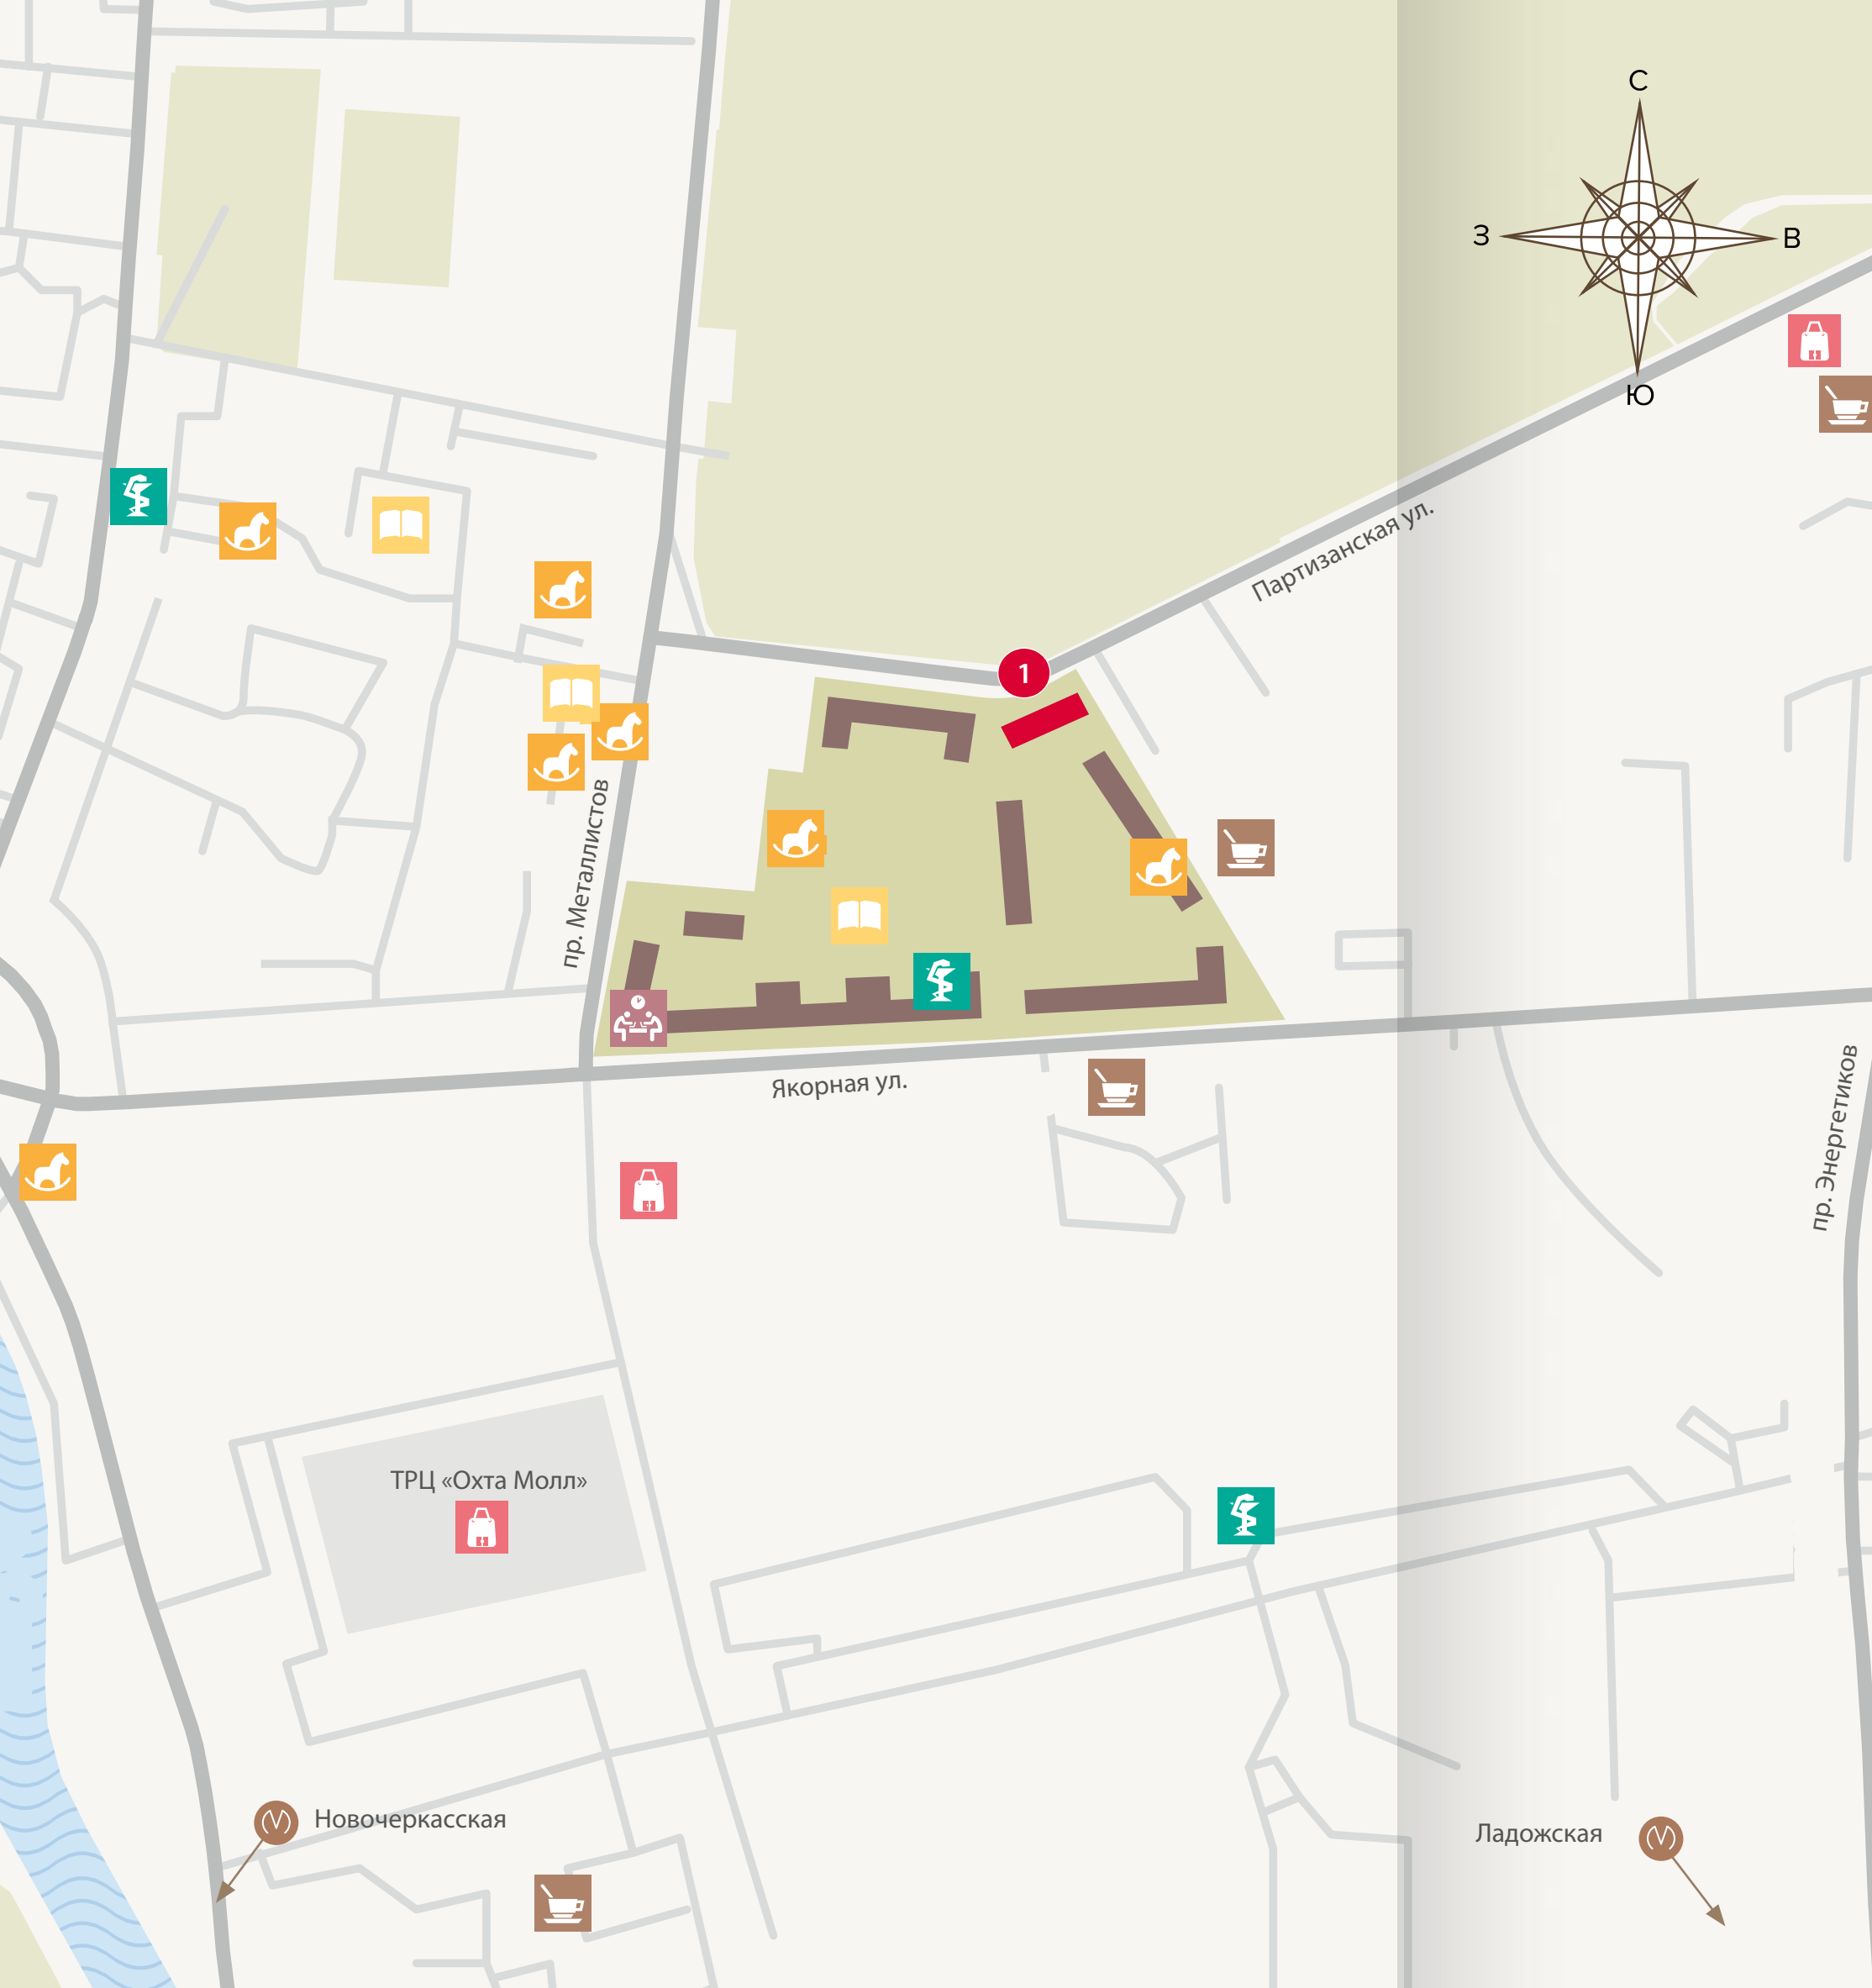 С
З
В
Ю
Партизанская ул.
1
пр. Металлистов
Якорная ул.
пр. Энергетиков
ТРЦ «Охта Молл»
Новочеркасская
Ладожская